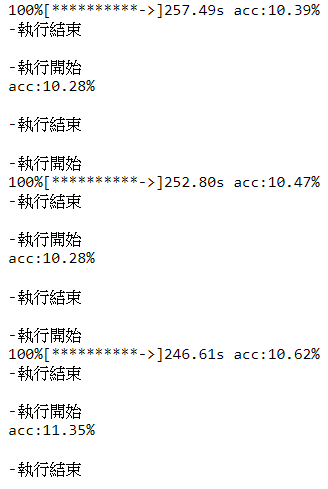 100%[**********->]257.49s acc:10.39%
-執行結束
-執行開始
acc:10.28%
-執行結束
-執行開始
100%[**********->]252.80s acc:10.47%
-執行結束
-執行開始
acc:10.28%
-執行結束
-執行開始
100%[**********->]246.61s acc:10.62%
-執行結束
-執行開始
acc:11.35%
-執行結束